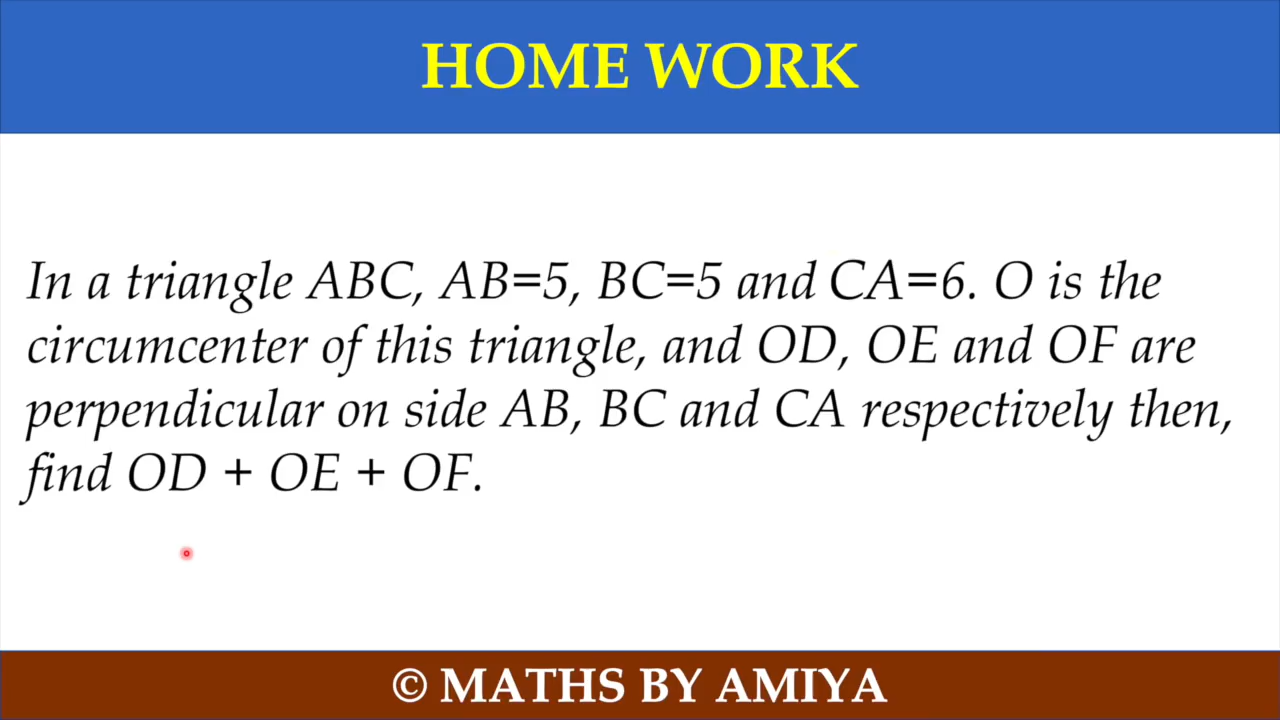 HOME WORK
In a triangle ABC, AB=5, BC=5 and CA=6. O is the
circumcenter of this triangle, and OD, OE and OF are
perpendicular on side AB, BC and CA respectively then,
find OD + OE + OF.
© MATHS BY AMIYA